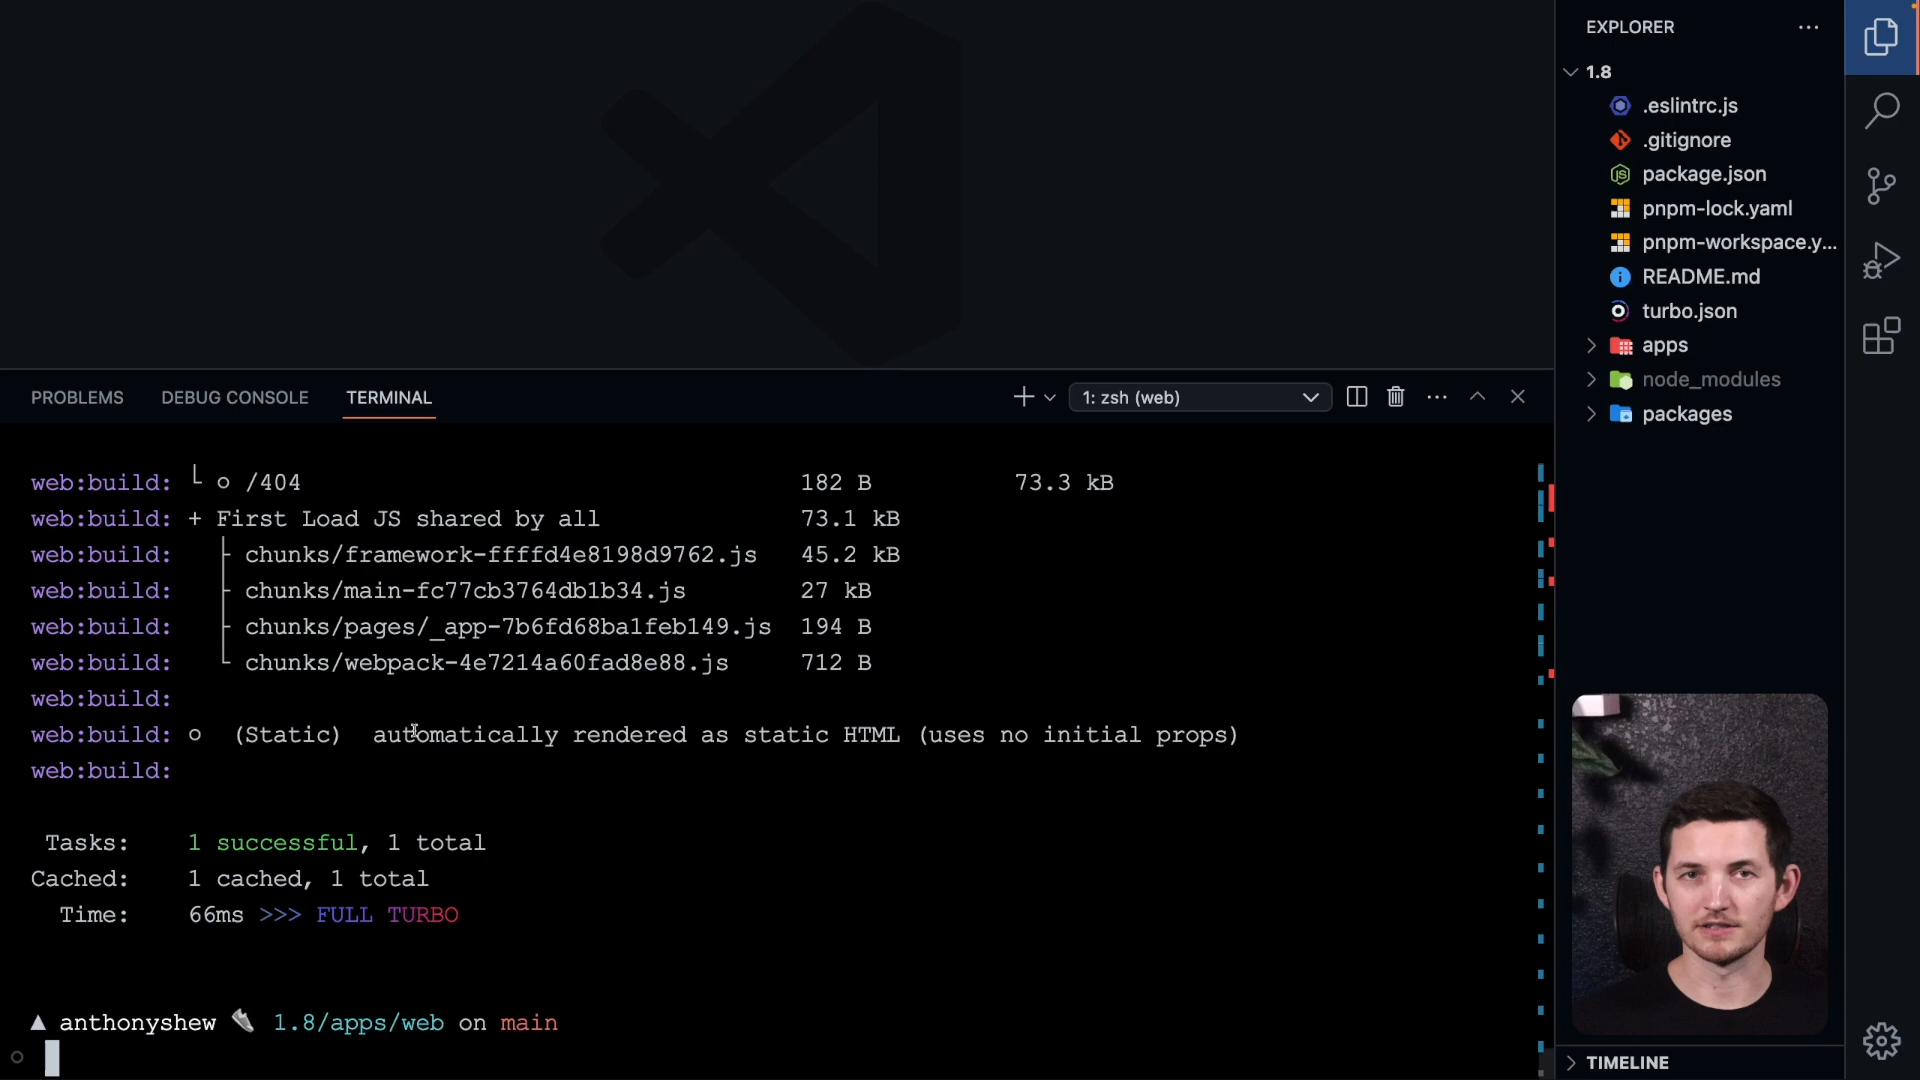 EXPLORER
1.8
.eslintrc.js
.gitignore
package.json
pnpm-lock.yaml
pnpm-workspace.y...
README.md
turbo.json
apps
node_modules
packages
PROBLEMS DEBUG CONSOLE TERMINAL
1: zsh (web)
web:build: └ ○ /404 182 B 73.3 kB
web:build: + First Load JS shared by all 73.1 kB
web:build: ├ chunks/framework-ffffd4e8198d9762.js 45.2 kB
web:build: ├ chunks/main-fc77cb3764db1b34.js 27 kB
web:build: ├ chunks/pages/_app-7b6fd68ba1feb149.js 194 B
web:build: └ chunks/webpack-4e7214a60fad8e88.js 712 B
web:build:
web:build: ○ (Static) automatically rendered as static HTML (uses no initial props)
web:build:
Tasks: 1 successful, 1 total
Cached: 1 cached, 1 total
Time: 66ms >>> FULL TURBO
▲ anthonyshew 1.8/apps/web on main
TIMELINE